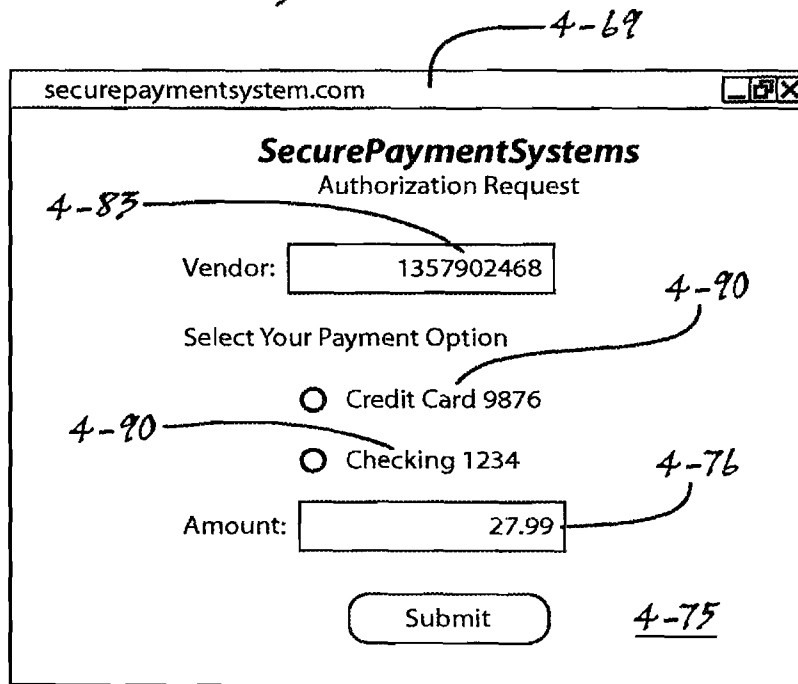 4-69
securepaymentsystem.com
SecurePaymentSystems
Authorization Request
4-83
Vendor: 1357902468
4-90
Select Your Payment Option
Credit Card 9876
4-90
Checking 1234
4-76
Amount: 27.99
Submit
4-75